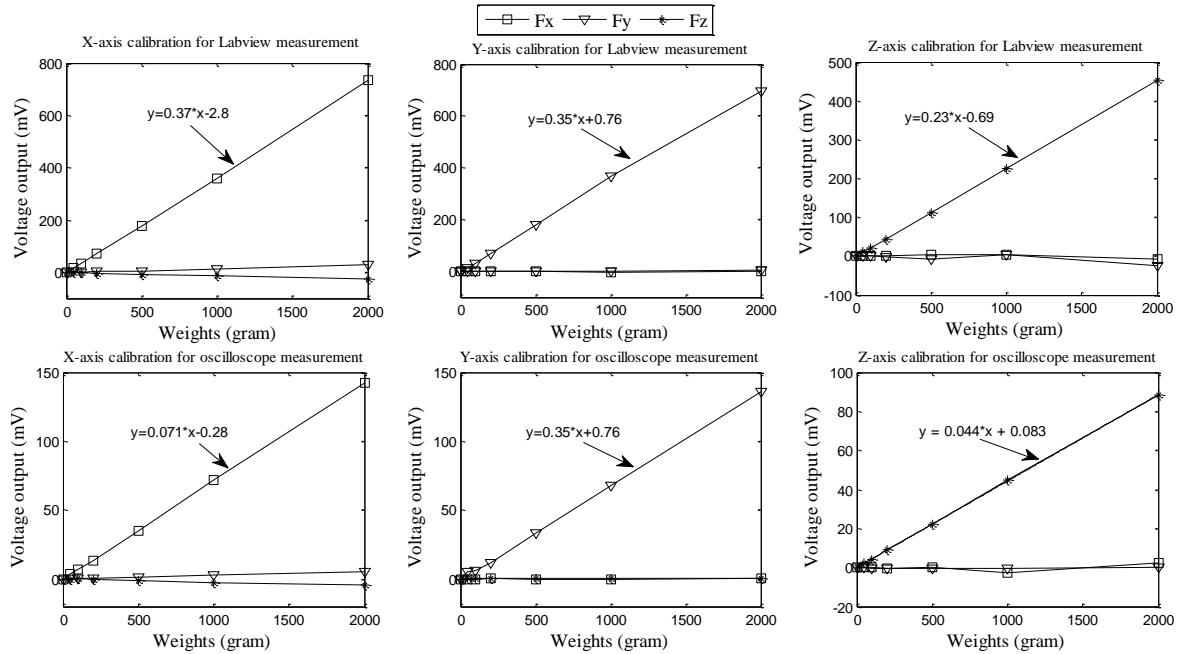 Fx Fy Fz
X-axis calibration for Labview measurement
800
600
400
200
0
Voltage output (mV)
y=0.37*x-2.8
0 500 1000 1500 2000
Weights (gram)
Y-axis calibration for Labview measurement
800
600
400
200
0
Voltage output (mV)
y=0.35*x+0.76
0 500 1000 1500 2000
Weights (gram)
Z-axis calibration for Labview measurement
500
400
300
200
100
0
-100
Voltage output (mV)
y=0.23*x-0.69
0 500 1000 1500 2000
Weights (gram)
X-axis calibration for oscilloscope measurement
150
100
50
0
Voltage output (mV)
y=0.071*x-0.28
0 500 1000 1500 2000
Weights (gram)
Y-axis calibration for oscilloscope measurement
150
100
50
0
Voltage output (mV)
y=0.35*x+0.76
0 500 1000 1500 2000
Weights (gram)
Z-axis calibration for oscilloscope measurement
100
80
60
40
20
0
-20
Voltage output (mV)
y = 0.044*x + 0.083
0 500 1000 1500 2000
Weights (gram)